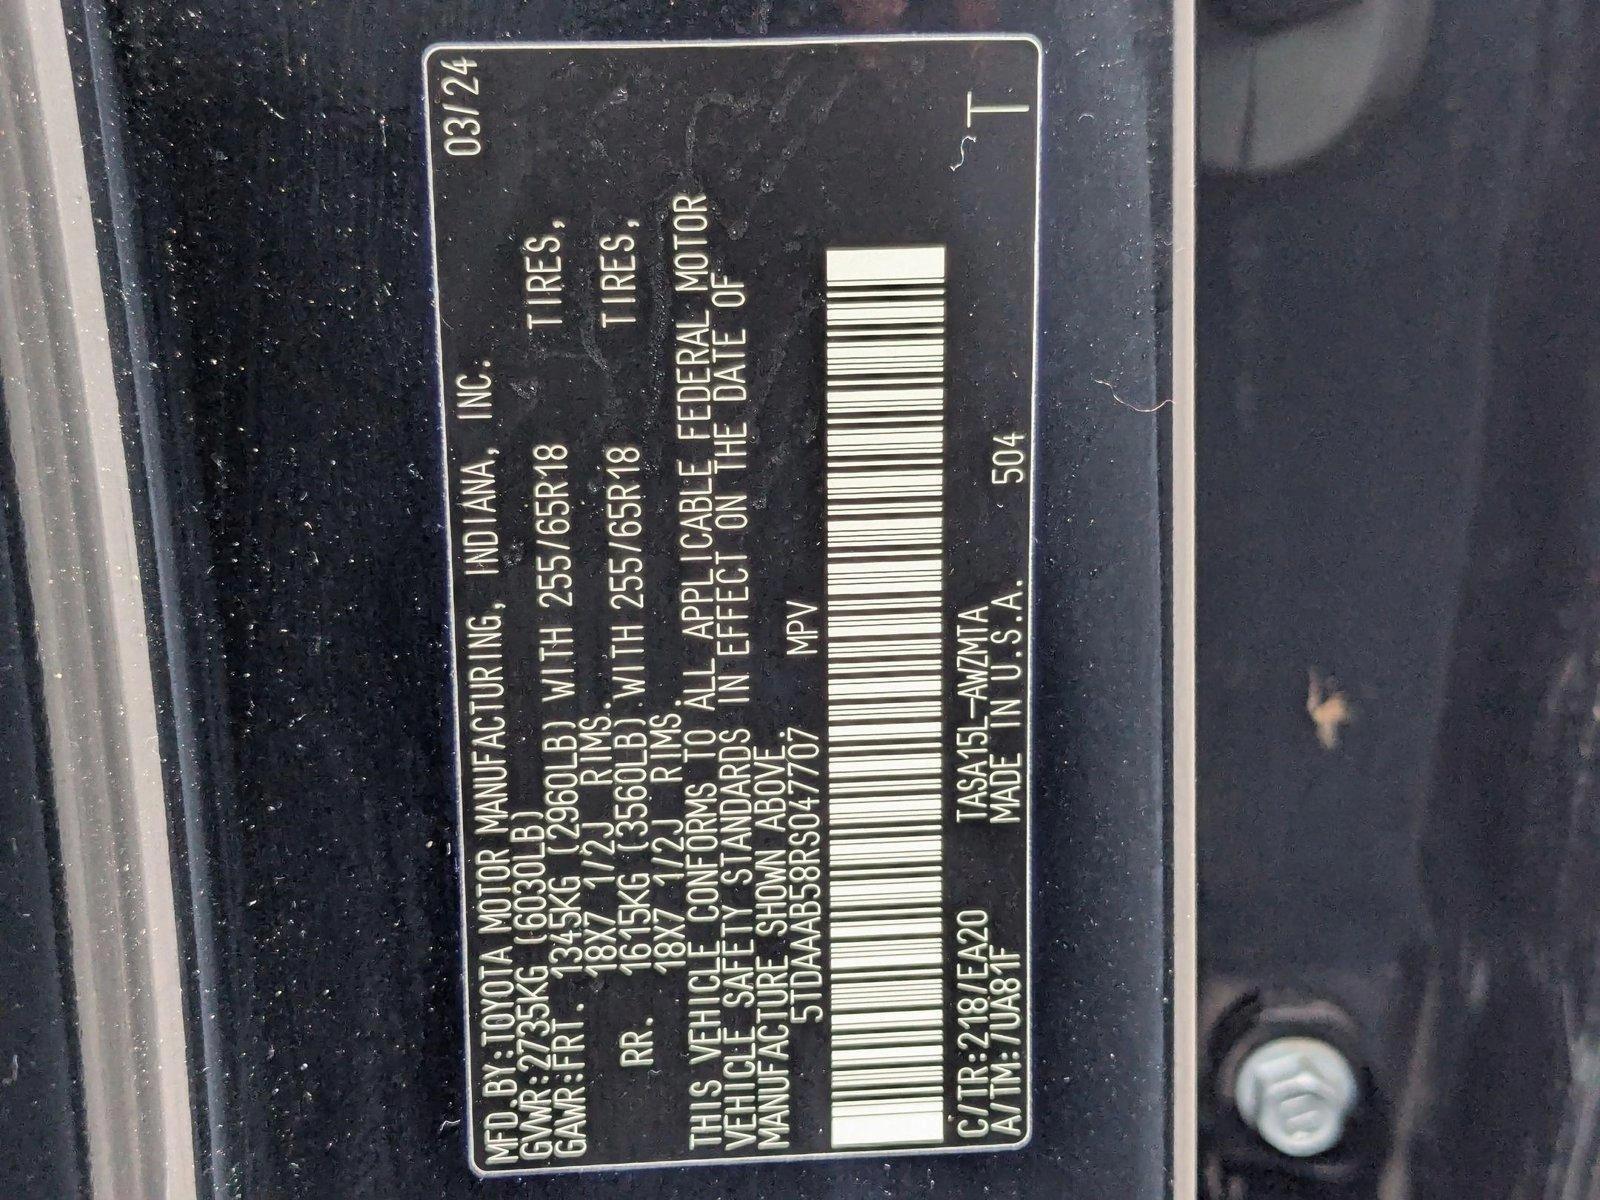 MFD.BY:TOYOTA MOTOR MANUFACTURING, INDIANA, INC. 03/24
GVWR:2735KG (6030LB)
GAWR:FRT. 1345KG (2960LB) WITH 255/65R18 TIRES,
18X7 1/2J RIMS.
RR. 1615KG (3560LB) WITH 255/65R18 TIRES,
18X7 1/2J RIMS.
THIS VEHICLE CONFORMS TO ALL APPLICABLE FEDERAL MOTOR
VEHICLE SAFETY STANDARDS IN EFFECT ON THE DATE OF
MANUFACTURE SHOWN ABOVE.
5TDAAAB58RS047707 MPV
C/TR:218/EA20 TASA15L-AWZMTA T
A/TM:/UA81F MADE IN U.S.A. 504